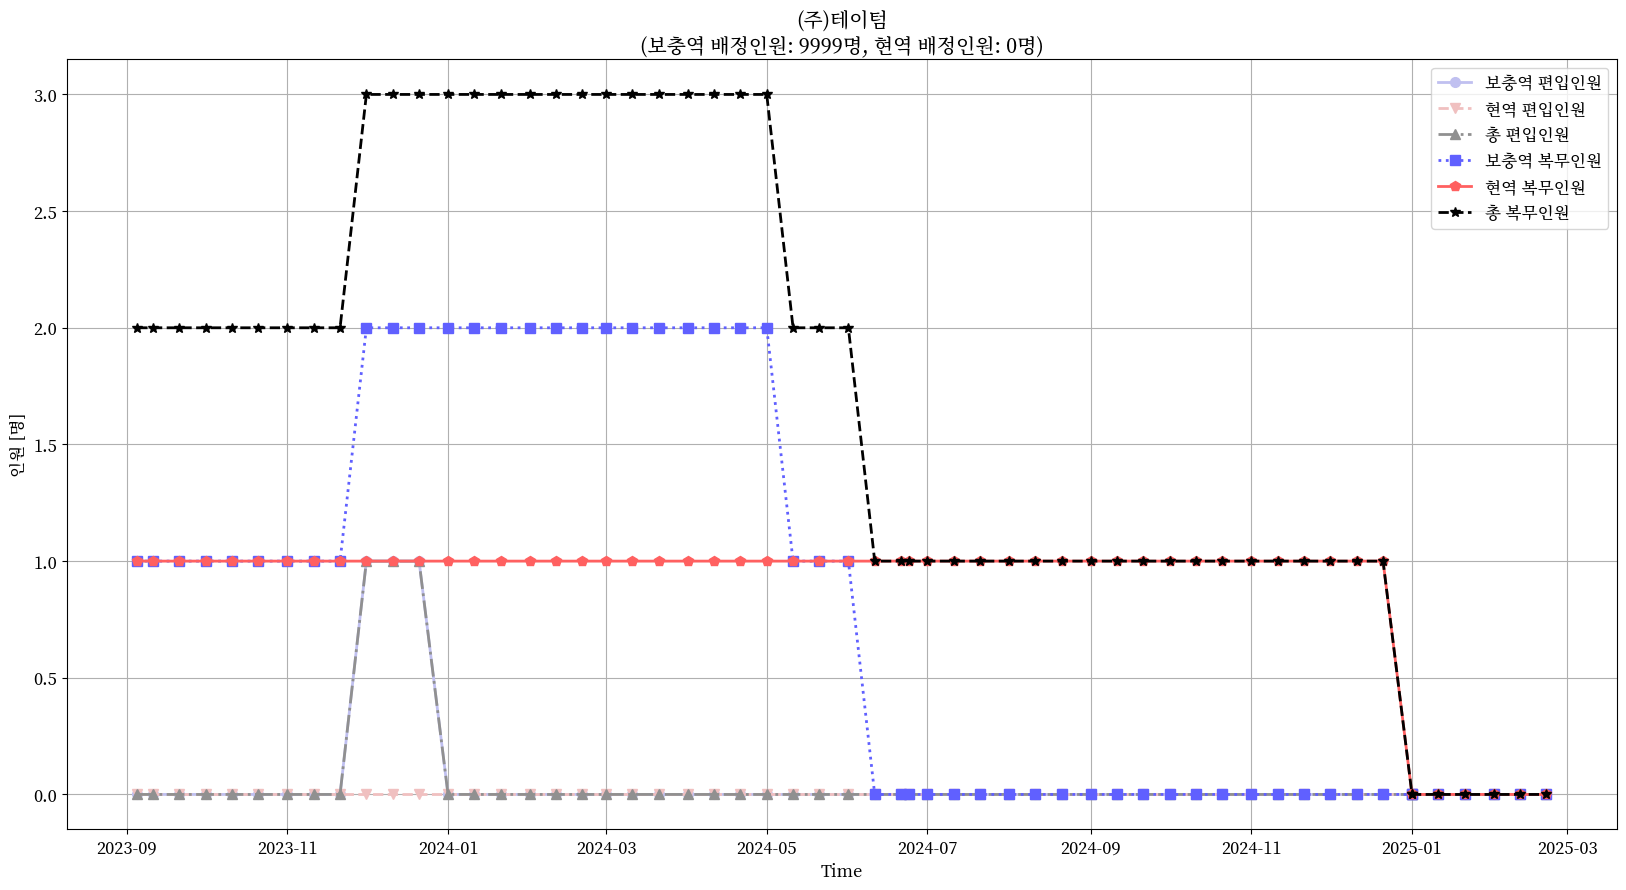 (주)테이텀
(보충역 배정인원: 9999명, 현역 배정인원: 0명)
보충역 편입인원
현역 편입인원
총 편입인원
보충역 복무인원
현역 복무인원
총 복무인원
인원 [명]
3.0
2.5
2.0
1.5
1.0
0.5
0.0
2023-09 2023-11 2024-01 2024-03 2024-05 2024-07 2024-09 2024-11 2025-01 2025-03
Time